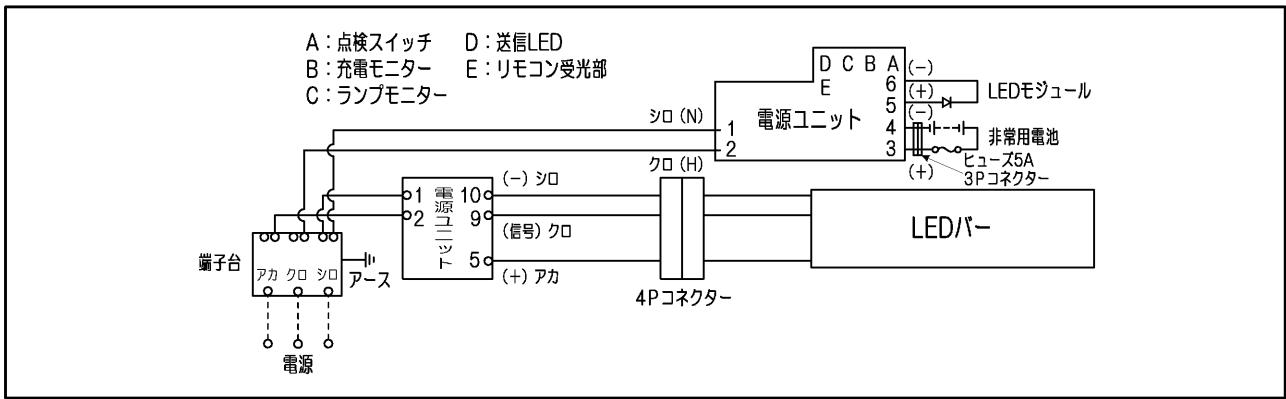 A：点検スイッチ　D：送信LED
B：充電モニター　E：リモコン受光部
C：ランプモニター
D C B A
E
電源ユニット
6
5
4
3
(-)
(+)
(-)
(+)
LEDモジュール
非常用電池
ヒューズ5A
3Pコネクター
シロ (N)
1
2
クロ (H)
1
2
電源ユニット
10
9
5
(-) シロ
(信号) クロ
(+) アカ
4Pコネクター
LEDバー
端子台
アカ クロ シロ
アース
電源